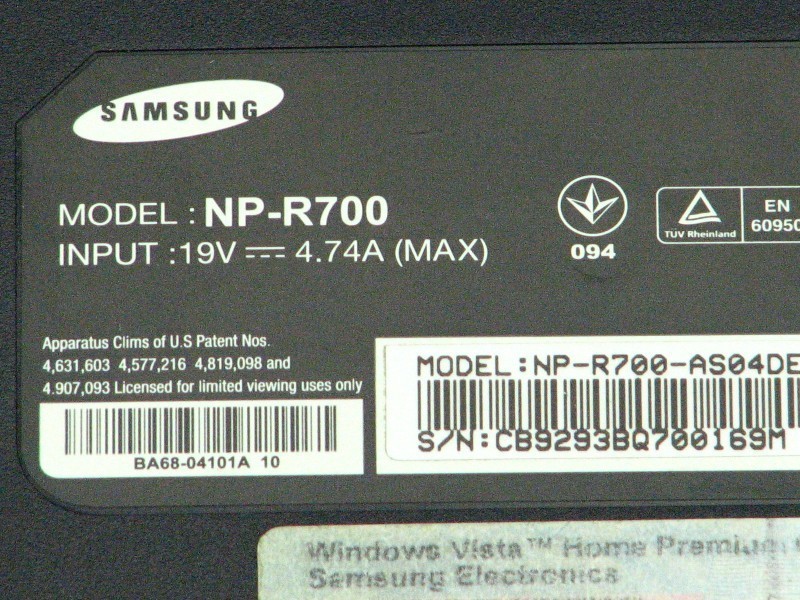 SAMSUNG
MODEL : NP-R700
INPUT :19V 4.74A (MAX)
094
TÜV Rheinland
EN
60950
Apparatus Clims of U.S Patent Nos.
4,631,603 4,577,216 4,819,098 and
4.907,093 Licensed for limited viewing uses only
BA68-04101A 10
MODEL:NP-R700-AS04DE
S/N:CB9293BQ700169M
Windows Vista™ Home Premium
Samsung Electronics